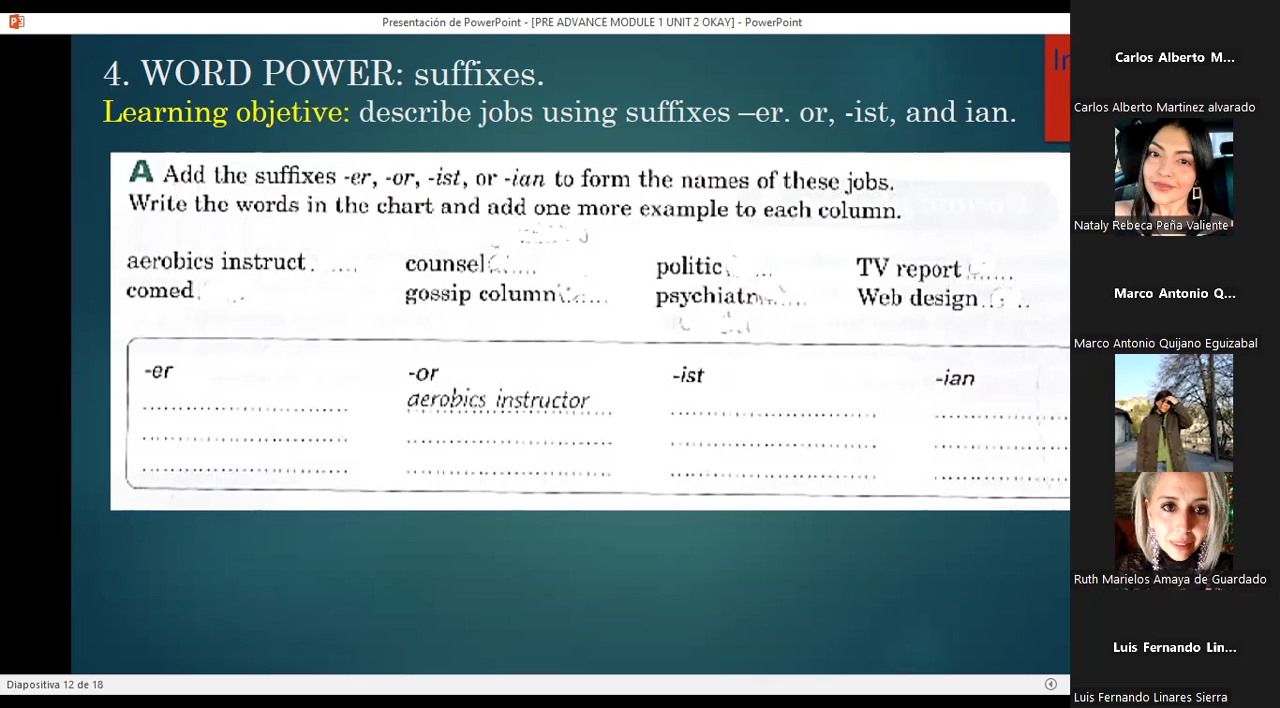 Presentación de PowerPoint - [PRE ADVANCE MODULE 1 UNIT 2 OKAY] - PowerPoint
4. WORD POWER: suffixes.
Learning objetive: describe jobs using suffixes –er. or, -ist, and ian.
A Add the suffixes -er, -or, -ist, or -ian to form the names of these jobs.
Write the words in the chart and add one more example to each column.
aerobics instruct counsel politic TV report
comed gossip column psychiatr Web design
-er -or -ist -ian
aerobics instructor
Diapositiva 12 de 18
Carlos Alberto M...
Carlos Alberto Martinez alvarado
Nataly Rebeca Peña Valiente
Marco Antonio Q...
Marco Antonio Quijano Eguizabal
Ruth Marielos Amaya de Guardado
Luis Fernando Lin...
Luis Fernando Linares Sierra